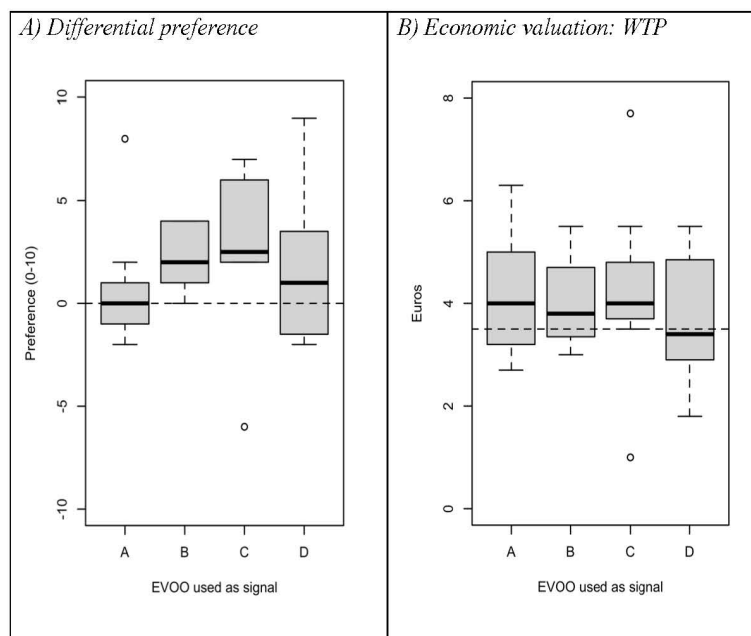 A) Differential preference
10
5
0
-5
-10
Preference (0-10)
A B C D
EVOO used as signal
B) Economic valuation: WTP
8
6
4
2
0
Euros
A B C D
EVOO used as signal